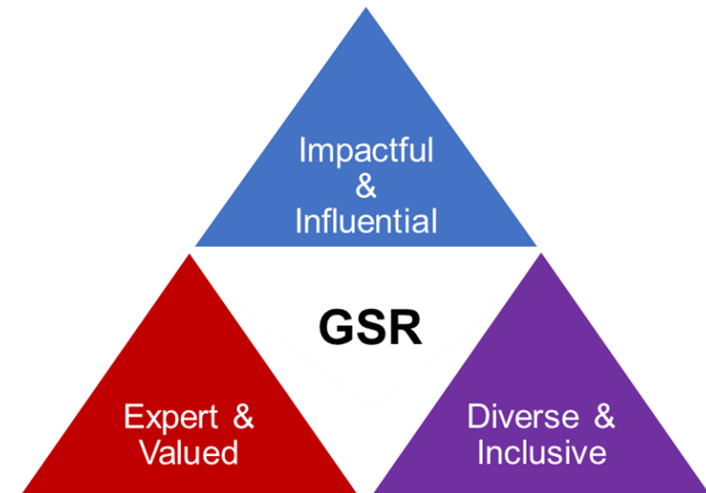 Impactful
&
Influential
GSR
Expert &
Valued
Diverse &
Inclusive